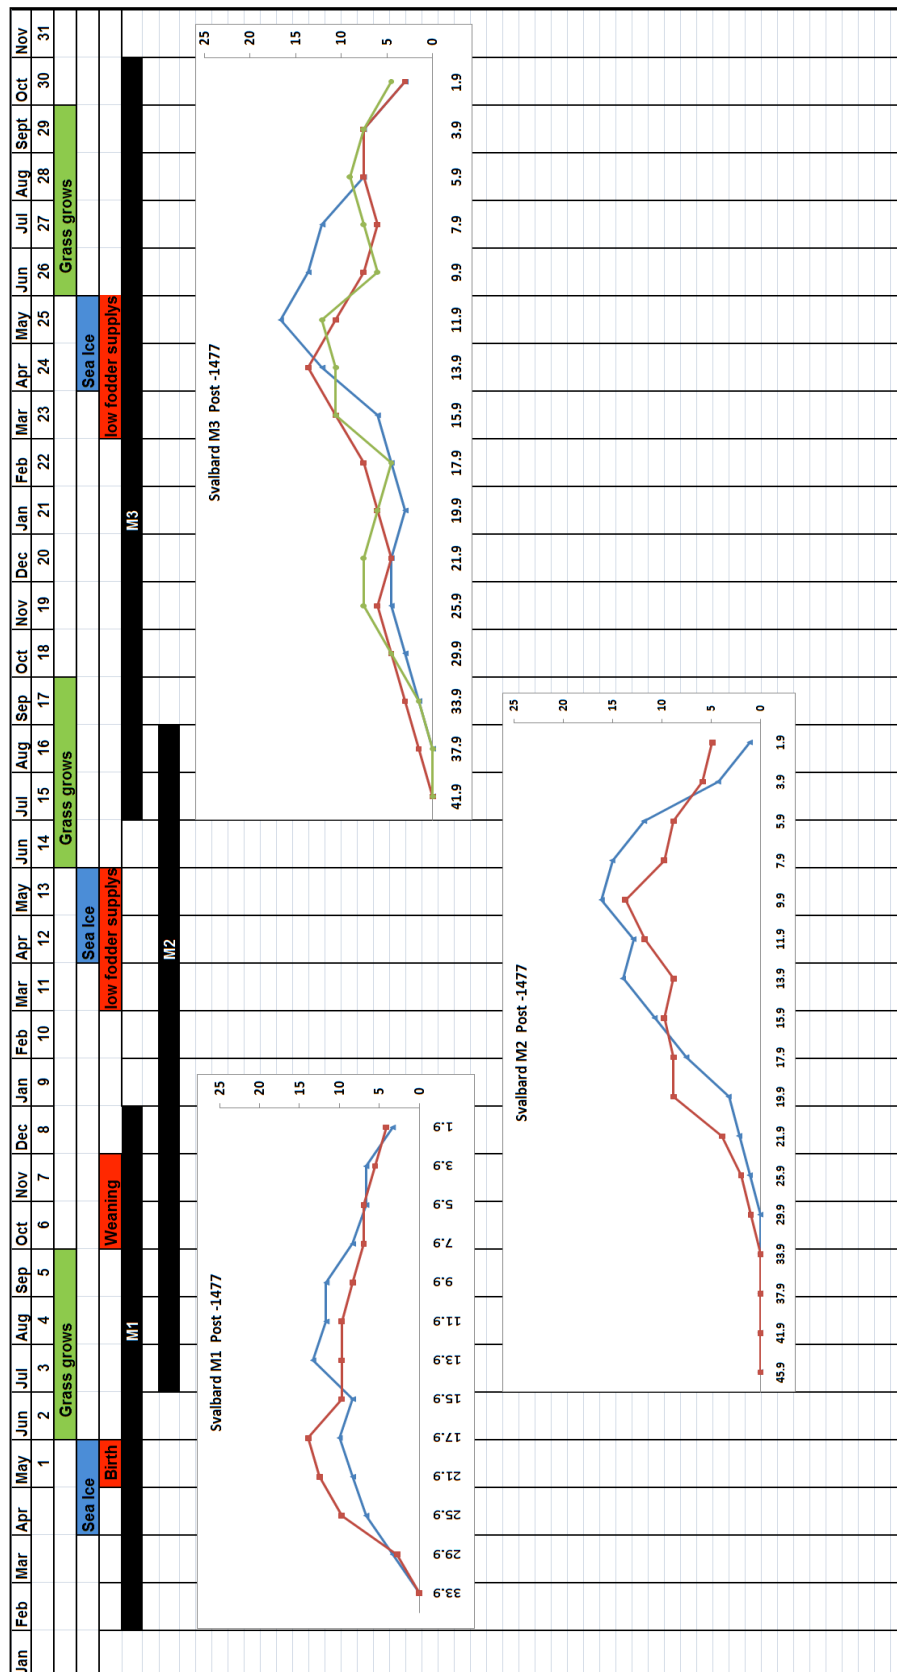 Jan Feb Mar Apr May Jun Jul Aug Sep Oct Nov Dec Jan Feb Mar Apr May Jun Jul Aug Sep Oct Nov Dec Jan Feb Mar Apr May Jun Jul Aug Sept Oct Nov
1 2 3 4 5 6 7 8 9 10 11 12 13 14 15 16 17 18 19 20 21 22 23 24 25 26 27 28 29 30 31
Grass grows Grass grows Grass grows
Sea Ice Sea Ice Sea Ice
Birth Weaning low fodder supplys low fodder supplys
M1 M3
M2
Svalbard M1 Post -1477
25
20
15
10
5
0
33.9 29.9 25.9 21.9 17.9 15.9 13.9 11.9 9.9 7.9 5.9 3.9 1.9
Svalbard M3 Post -1477
25
20
15
10
5
0
41.9 37.9 33.9 29.9 25.9 21.9 19.9 17.9 15.9 13.9 11.9 9.9 7.9 5.9 3.9 1.9
Svalbard M2 Post -1477
25
20
15
10
5
0
45.9 41.9 37.9 33.9 29.9 25.9 21.9 19.9 17.9 15.9 13.9 11.9 9.9 7.9 5.9 3.9 1.9